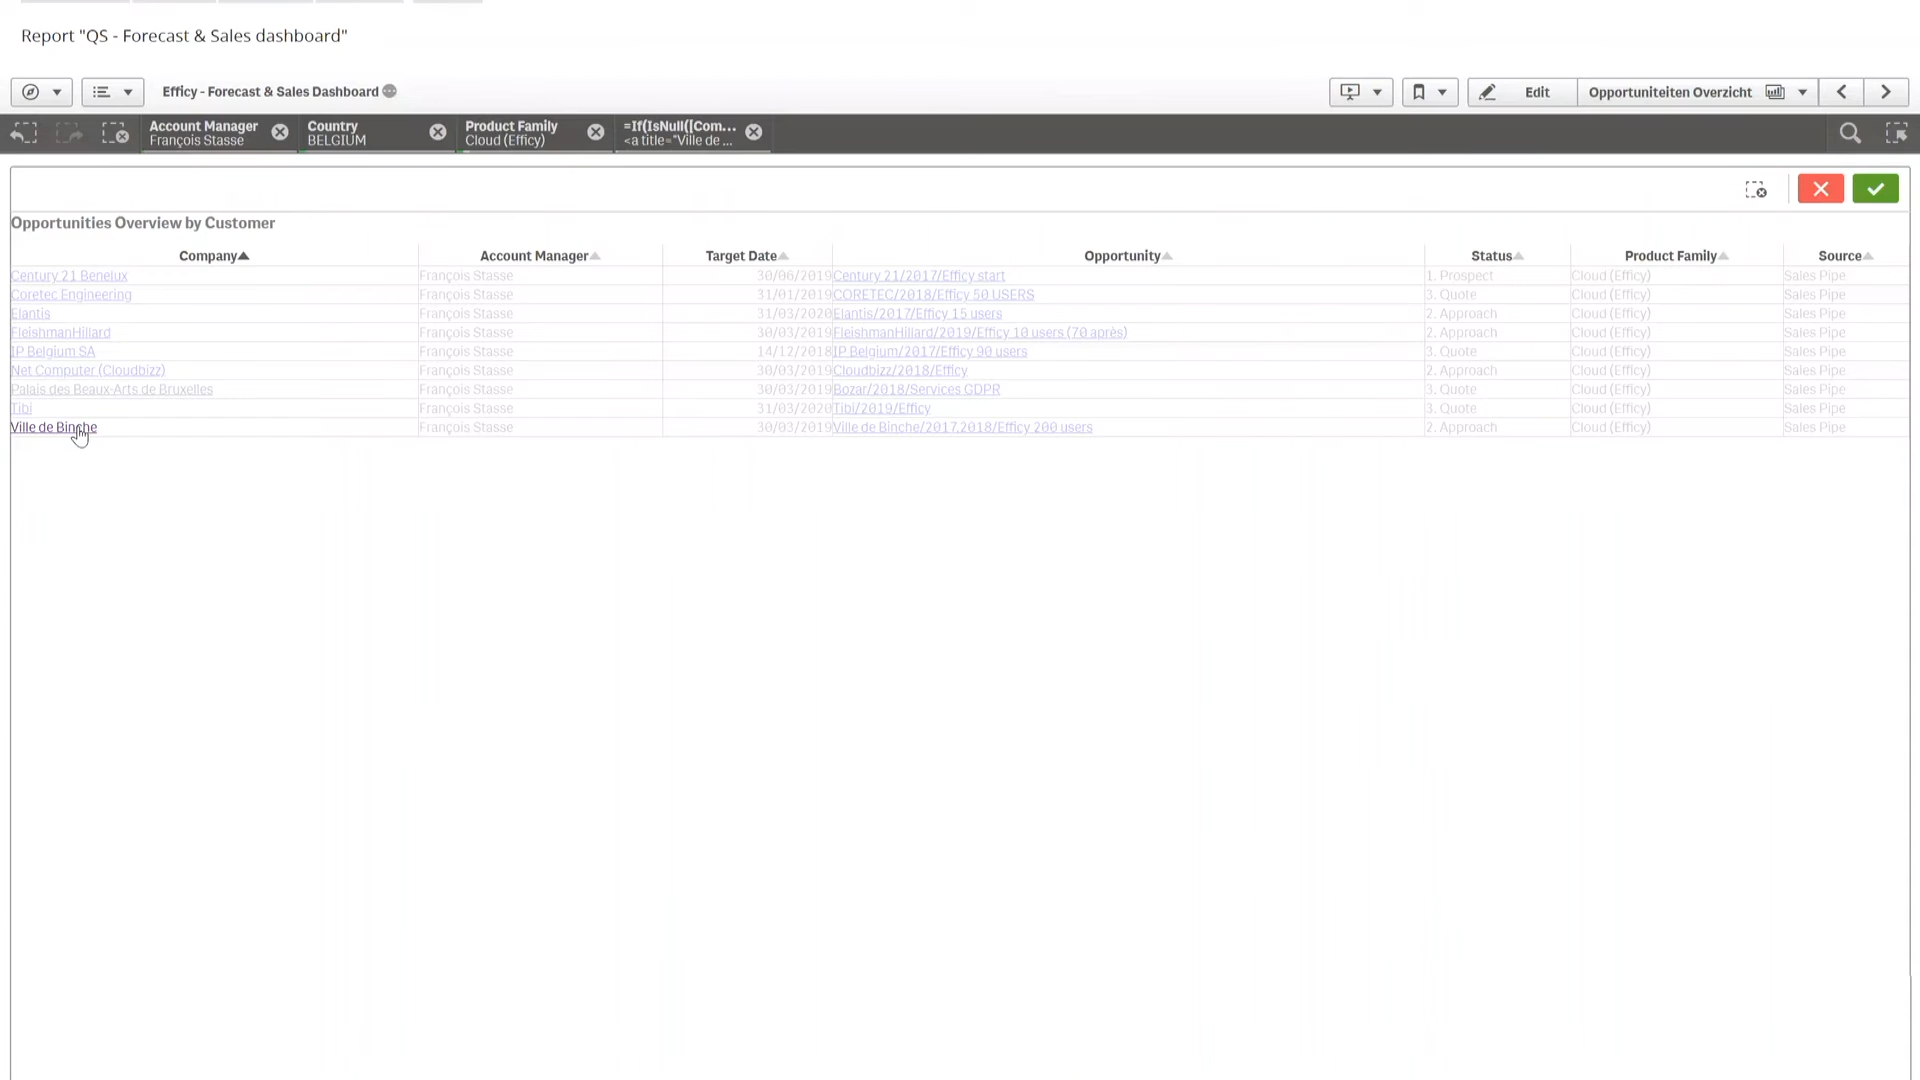 Report "QS - Forecast & Sales dashboard"
Efficy - Forecast & Sales Dashboard
Edit
Opportuniteiten Overzicht
Account Manager
François Stasse
Country
BELGIUM
Product Family
Cloud (Efficy)
=If(IsNull([Com...
<a title="Ville de ...
Opportunities Overview by Customer
Company Account Manager Target Date Opportunity Status Product Family Source
Century 21 Benelux François Stasse 30/06/2019 Century 21/2017/Efficy start 1. Prospect Cloud (Efficy) Sales Pipe
Coretec Engineering François Stasse 31/01/2019 CORETEC/2018/Efficy 50 USERS 3. Quote Cloud (Efficy) Sales Pipe
Elantis François Stasse 31/03/2020 Elantis/2017/Efficy 15 users 2. Approach Cloud (Efficy) Sales Pipe
FleishmanHillard François Stasse 30/03/2019 FleishmanHillard/2019/Efficy 10 users (70 après) 2. Approach Cloud (Efficy) Sales Pipe
IP Belgium SA François Stasse 14/12/2018 IP Belgium/2017/Efficy 90 users 3. Quote Cloud (Efficy) Sales Pipe
Net Computer (Cloudbizz) François Stasse 30/03/2019 Cloudbizz/2018/Efficy 2. Approach Cloud (Efficy) Sales Pipe
Palais des Beaux-Arts de Bruxelles François Stasse 30/03/2019 Bozar/2018/Services GDPR 3. Quote Cloud (Efficy) Sales Pipe
Tibi François Stasse 31/03/2020 Tibi/2019/Efficy 3. Quote Cloud (Efficy) Sales Pipe
Ville de Binche François Stasse 30/03/2019 Ville de Binche/2017.2018/Efficy 200 users 2. Approach Cloud (Efficy) Sales Pipe